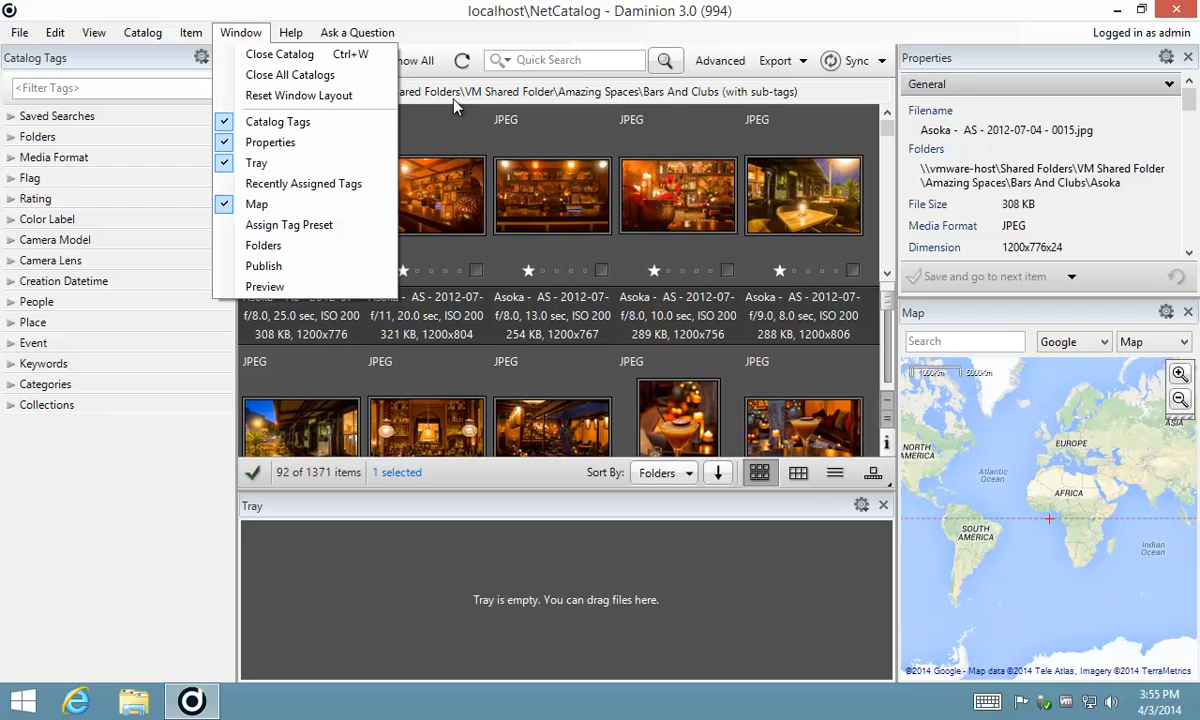 localhost\NetCatalog - Daminion 3.0 (994)
File Edit View Catalog Item Window Help Ask a Question
Logged in as admin
Catalog Tags
<Filter Tags>
Saved Searches
Folders
Media Format
Flag
Rating
Color Label
Camera Model
Camera Lens
Creation Datetime
People
Place
Event
Keywords
Categories
Collections
Close Catalog Ctrl+W
Close All Catalogs
Reset Window Layout
Catalog Tags
Properties
Tray
Recently Assigned Tags
Map
Assign Tag Preset
Folders
Publish
Preview
how All
Quick Search
Advanced
Export
Sync
ared Folders\VM Shared Folder\Amazing Spaces\Bars And Clubs (with sub-tags)
JPEG JPEG JPEG
Asoka - AS - 2012-07- Asoka - AS - 2012-07- Asoka - AS - 2012-07- Asoka - AS - 2012-07- Asoka - AS - 2012-07-
f/8.0, 25.0 sec, ISO 200 f/11, 20.0 sec, ISO 200 f/8.0, 13.0 sec, ISO 200 f/8.0, 10.0 sec, ISO 200 f/9.0, 8.0 sec, ISO 200
308 KB, 1200x776 321 KB, 1200x804 254 KB, 1200x767 289 KB, 1200x756 288 KB, 1200x806
JPEG JPEG JPEG JPEG JPEG
92 of 1371 items
1 selected
Sort By: Folders
Tray
Tray is empty. You can drag files here.
Properties
General
Filename
Asoka - AS - 2012-07-04 - 0015.jpg
Folders
\\vmware-host\Shared Folders\VM Shared Folder
\Amazing Spaces\Bars And Clubs\Asoka
File Size 308 KB
Media Format JPEG
Dimension 1200x776x24
Save and go to next item
Map
Search
Google
Map
1000Km 5000Km
ASIA
NORTH
AMERICA
EUROPE
Atlantic
Ocean
AFRICA
SOUTH
AMERICA
Indian
Ocean
©2014 Google - Map data ©2014 Tele Atlas, Imagery ©2014 TerraMetrics
3:55 PM
4/3/2014